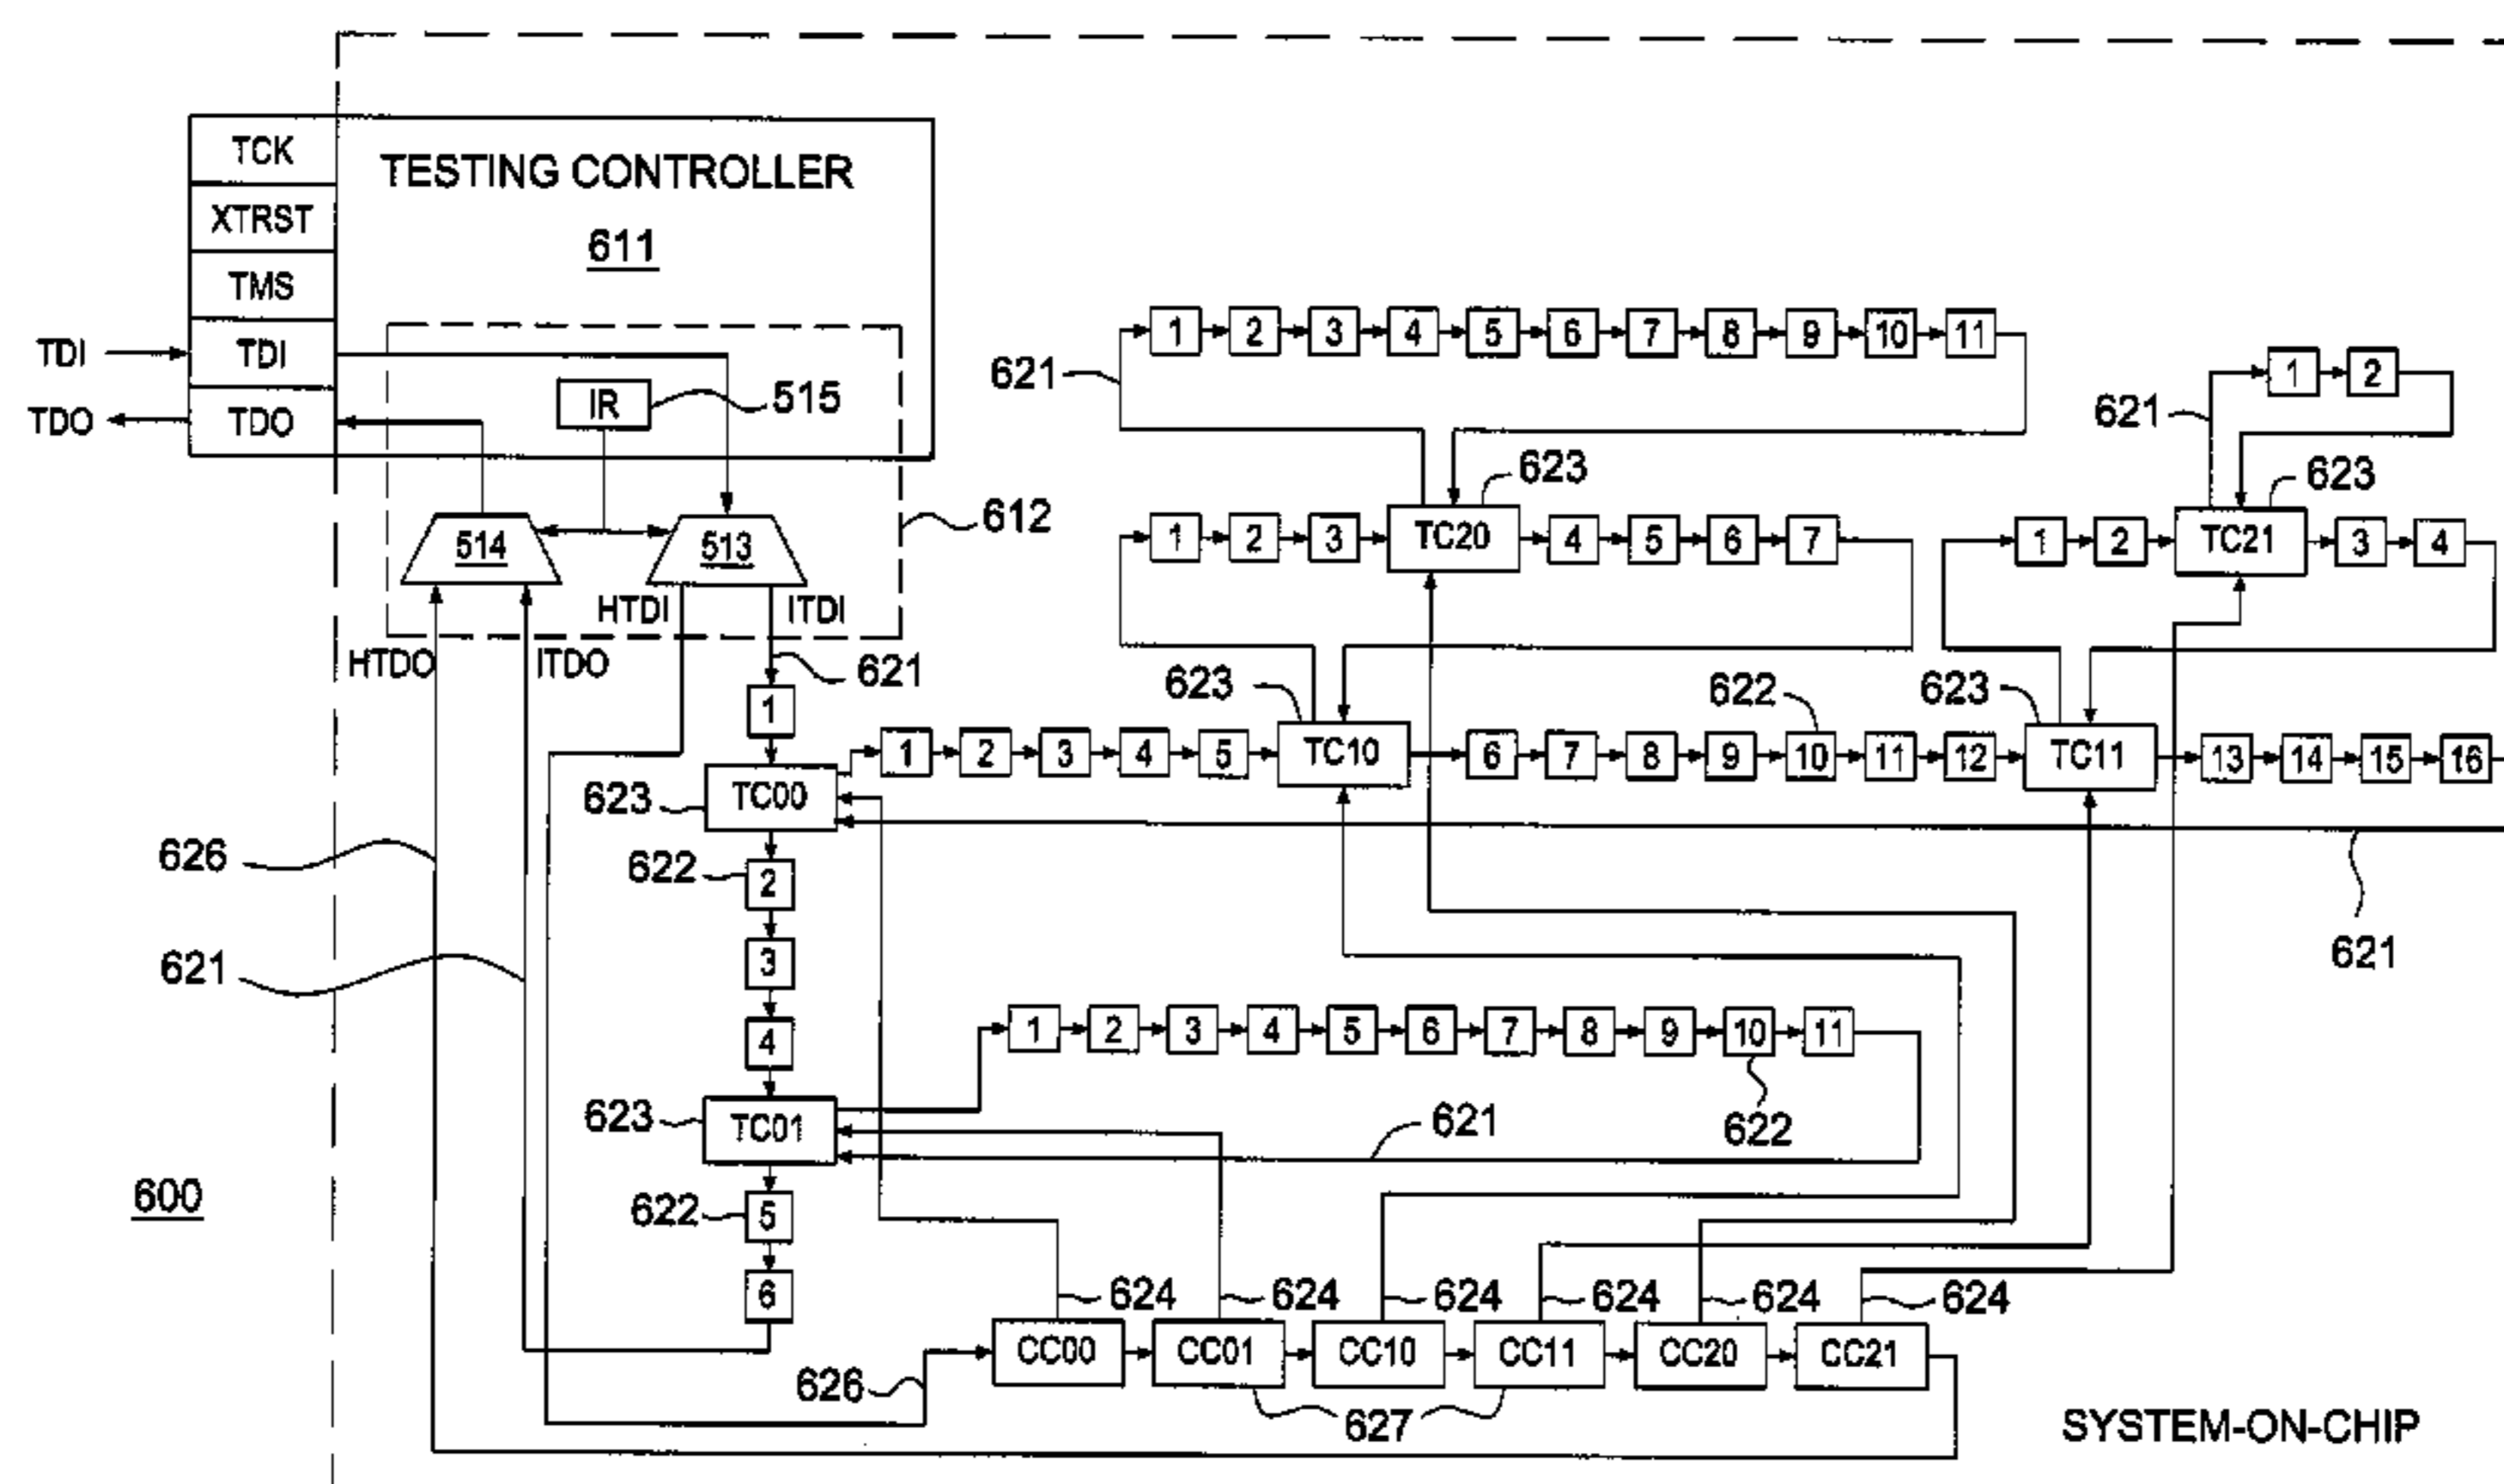 TCK
TESTING CONTROLLER
XTRST
611
TMS
TDI TDI
IR 515
TDO TDO
1 2 3 4 5 6 7 8 9 10 11
621
1 2
621
514 513
612
HTDI ITDI
HTDO ITDO
621
623 623
1 2 3 TC20 4 5 6 7
1 2 TC21 3 4
1
623 622 623
1 2 3 4 5 TC10 6 7 8 9 10 11 12 TC11 13 14 15 16
623 TC00
626
622 2
621 3
621
4
1 2 3 4 5 6 7 8 9 10 11
623 TC01
621 622
600
622 5
6
624 624 624 624 624 624
CC00 CC01 CC10 CC11 CC20 CC21
626
627
SYSTEM-ON-CHIP